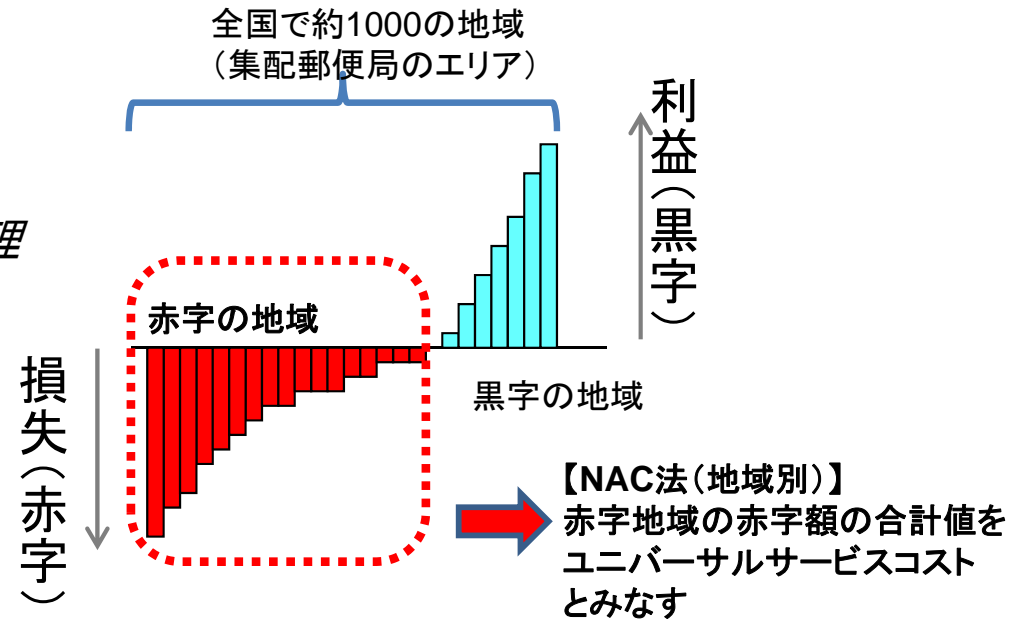 全国で約1000の地域
（集配郵便局のエリア）
利益（黒字）
理
赤字の地域
損失（赤字）
黒字の地域
【NAC法（地域別）】
赤字地域の赤字額の合計値を
ユニバーサルサービスコスト
とみなす